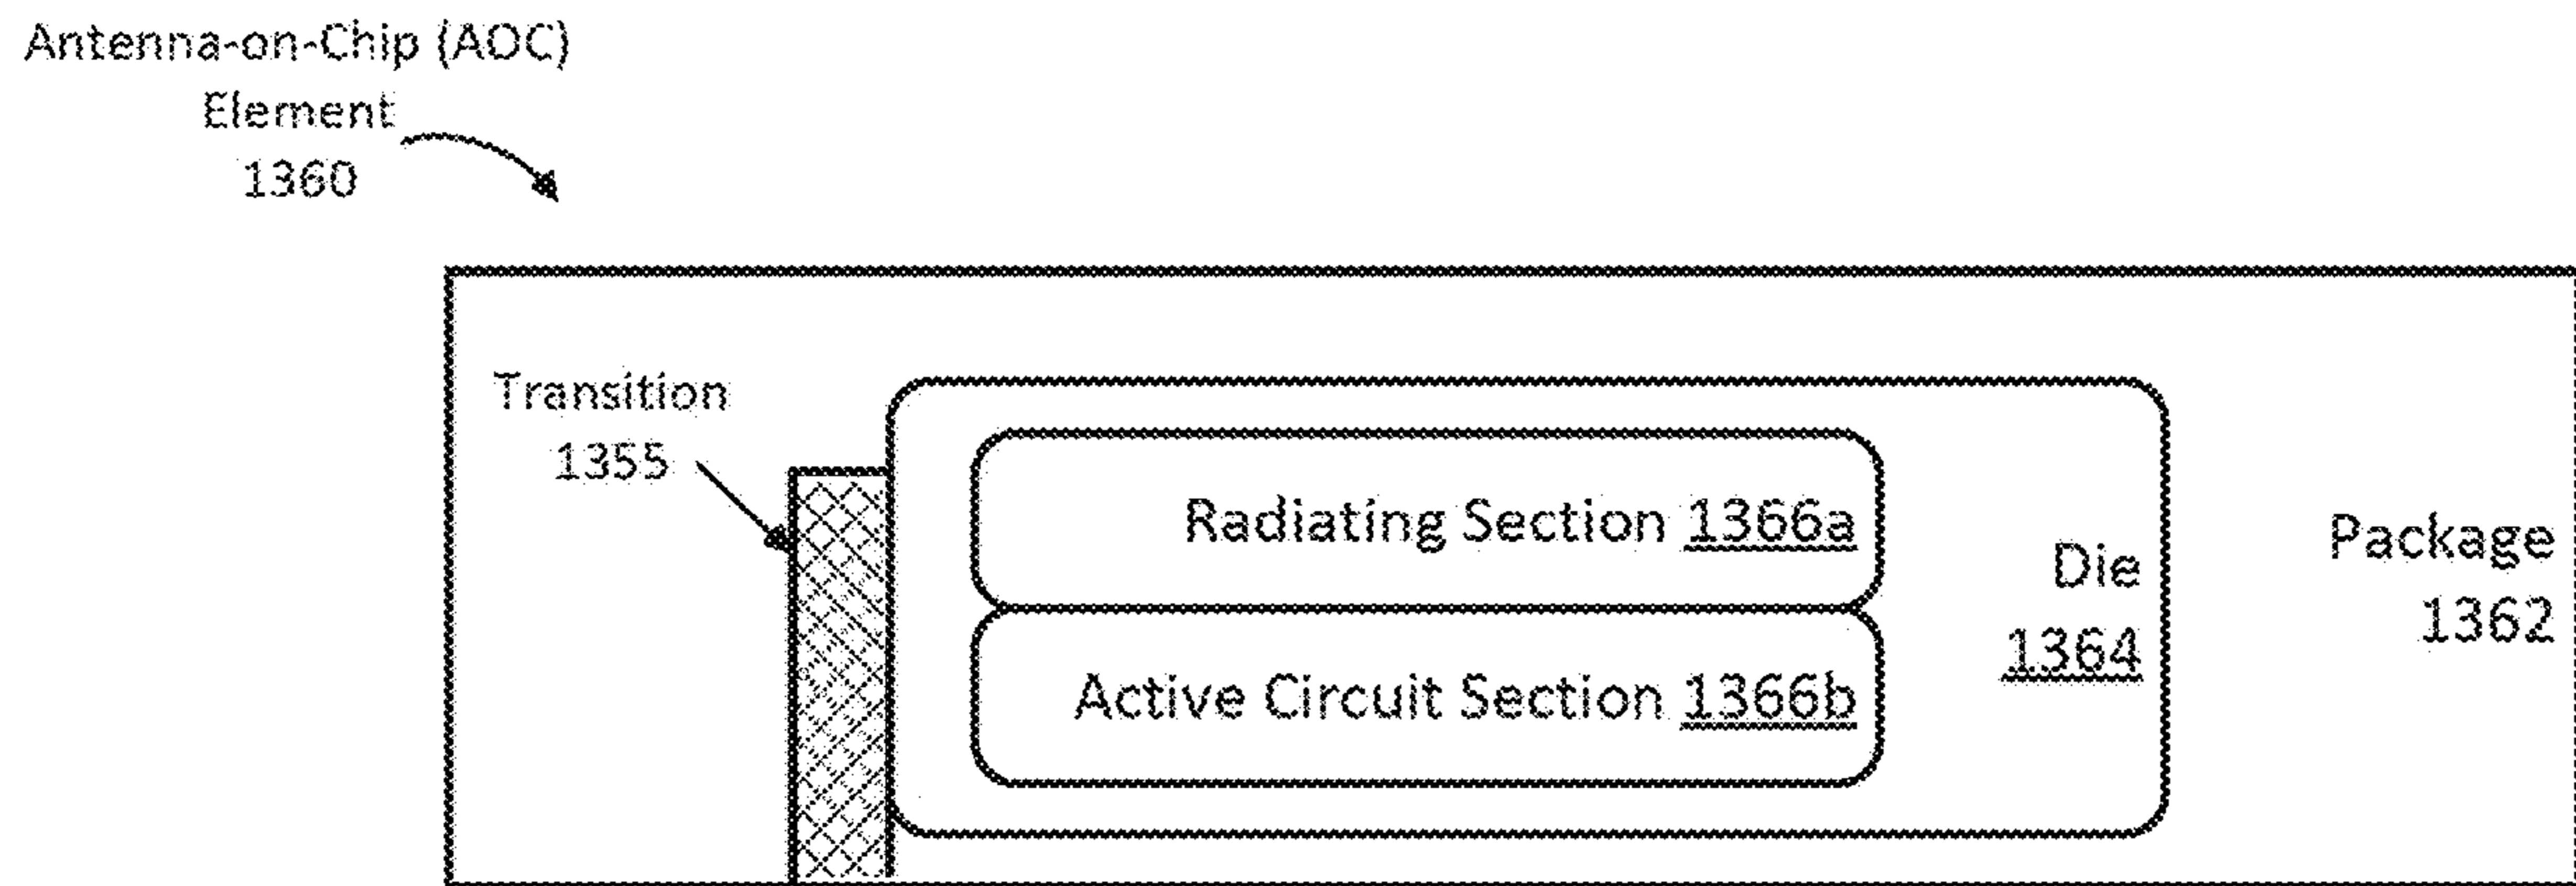 Antenna-on-Chip (AOC)
Element
1360
Transition
1355
Radiating Section 1366a
Active Circuit Section 1366b
Die
1364
Package
1362